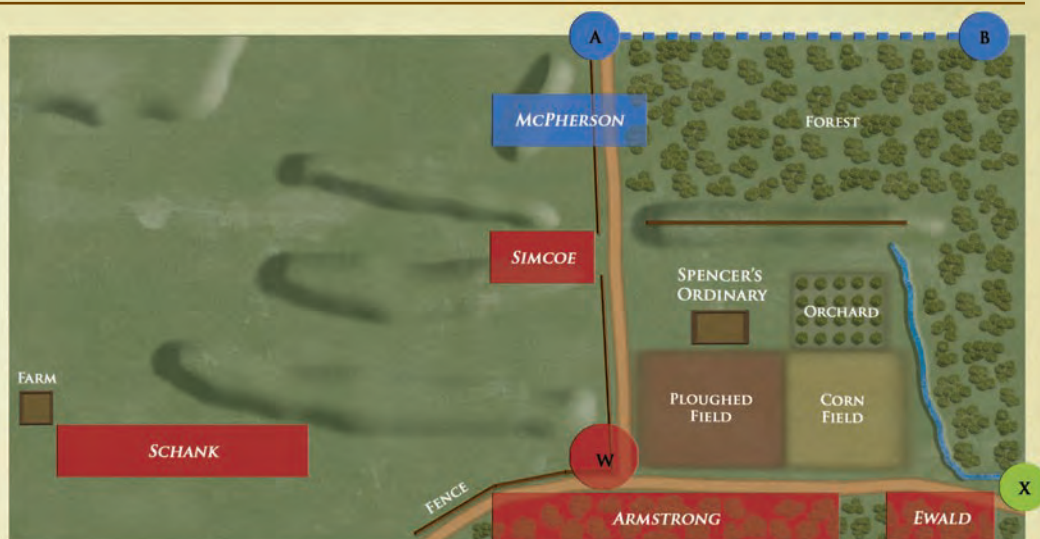 A
B
McPherson
Forest
Simcoe
Spencer's
Ordinary
Orchard
Farm
Ploughed
Field
Corn
Field
Schank
W
X
Fence
Armstrong
Ewald